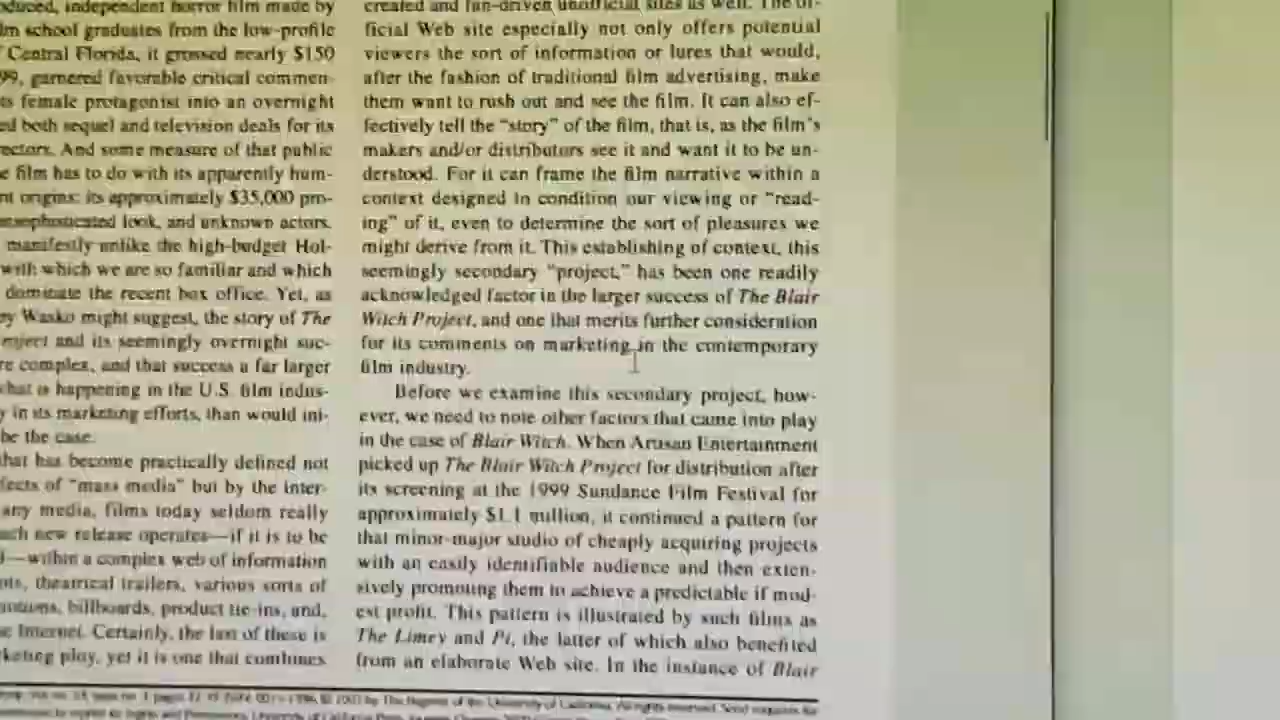 oduced, independent horror film made by
lm school graduates from the low-profile
Central Florida, it grossed nearly $150
99, garnered favorable critical commen-
ts female protagonist into an overnight
ed both sequel and television deals for its
ectors. And some measure of that public
e film has to do with its apparently hum-
nt origins: its approximately $35,000 pro-
unsophisticated look, and unknown actors.
manifestly unlike the high-budget Hol-
with which we are so familiar and which
dominate the recent box office. Yet, as
ey Wasko might suggest, the story of The
roject and its seemingly overnight suc-
re complex, and that success a far larger
what is happening in the U.S. film indus-
y in its marketing efforts, than would ini-
be the case.
that has become practically defined not
fects of "mass media" but by the inter-
any media, films today seldom really
ach new release operates—if it is to be
—within a complex web of information
nts, theatrical trailers, various sorts of
motions, billboards, product tie-ins, and,
e Internet. Certainly, the last of these is
keting ploy, yet it is one that combines
created and fan-driven unofficial sites as well. The of-
ficial Web site especially not only offers potential
viewers the sort of information or lures that would,
after the fashion of traditional film advertising, make
them want to rush out and see the film. It can also ef-
fectively tell the "story" of the film, that is, as the film's
makers and/or distributors see it and want it to be un-
derstood. For it can frame the film narrative within a
context designed to condition our viewing or "read-
ing" of it, even to determine the sort of pleasures we
might derive from it. This establishing of context, this
seemingly secondary "project," has been one readily
acknowledged factor in the larger success of The Blair
Witch Project, and one that merits further consideration
for its comments on marketing in the contemporary
film industry.
Before we examine this secondary project, how-
ever, we need to note other factors that came into play
in the case of Blair Witch. When Artisan Entertainment
picked up The Blair Witch Project for distribution after
its screening at the 1999 Sundance Film Festival for
approximately $1.1 million, it continued a pattern for
that minor-major studio of cheaply acquiring projects
with an easily identifiable audience and then exten-
sively promoting them to achieve a predictable if mod-
est profit. This pattern is illustrated by such films as
The Limey and Pi, the latter of which also benefited
from an elaborate Web site. In the instance of Blair
by The Regents of the University of California. All rights reserved. Send requests for